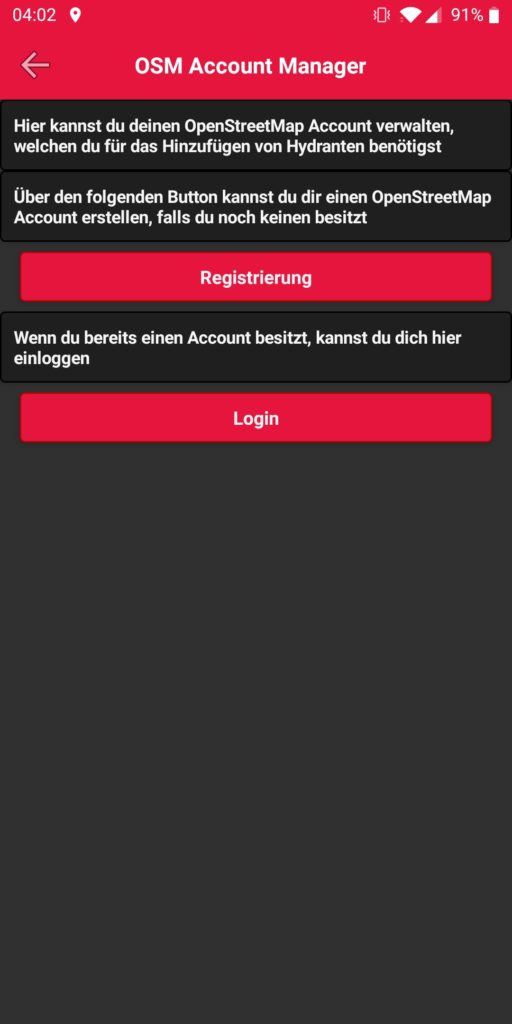 04:02
91%
OSM Account Manager
Hier kannst du deinen OpenStreetMap Account verwalten,
welchen du für das Hinzufügen von Hydranten benötigst
Über den folgenden Button kannst du dir einen OpenStreetMap
Account erstellen, falls du noch keinen besitzt
Registrierung
Wenn du bereits einen Account besitzt, kannst du dich hier
einloggen
Login